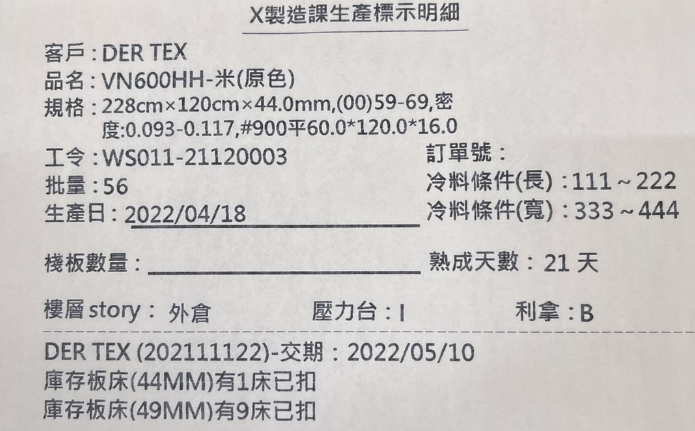 X製造課生產標示明細
客戶：DER TEX
品名：VN600HH-米(原色)
規格：228cm×120cm×44.0mm,(00)59-69,密
度:0.093-0.117,#900平60.0*120.0*16.0
工令：WS011-21120003 訂單號：
批量：56 冷料條件(長)：111~222
生產日：2022/04/18 冷料條件(寬)：333~444
棧板數量： 熟成天數：21 天
樓層story：外倉 壓力台：I 利拿：B
DER TEX (202111122)-交期：2022/05/10
庫存板床(44MM)有1床已扣
庫存板床(49MM)有9床已扣